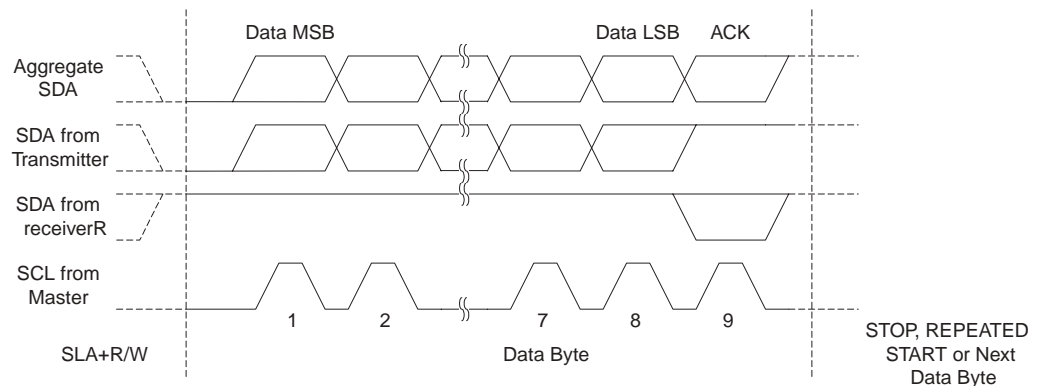 Data MSB
Data LSB
ACK
Aggregate
SDA
SDA from
Transmitter
SDA from
receiverR
SCL from
Master
1
2
7
8
9
SLA+R/W
Data Byte
STOP, REPEATED
START or Next
Data Byte